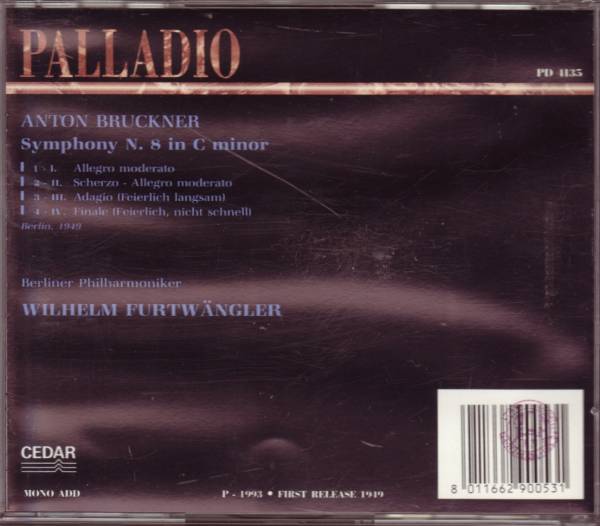 PALLADIO
PD 4135
ANTON BRUCKNER
Symphony N. 8 in C minor
1 - I. Allegro moderato
2 - II. Scherzo - Allegro moderato
3 - III. Adagio (Feierlich langsam)
4 - IV. Finale (Feierlich, nicht schnell)
Berlin, 1949
Berliner Philharmoniker
WILHELM FURTWÄNGLER
CEDAR
MONO ADD
P - 1993 • FIRST RELEASE 1949
8 011662 900531